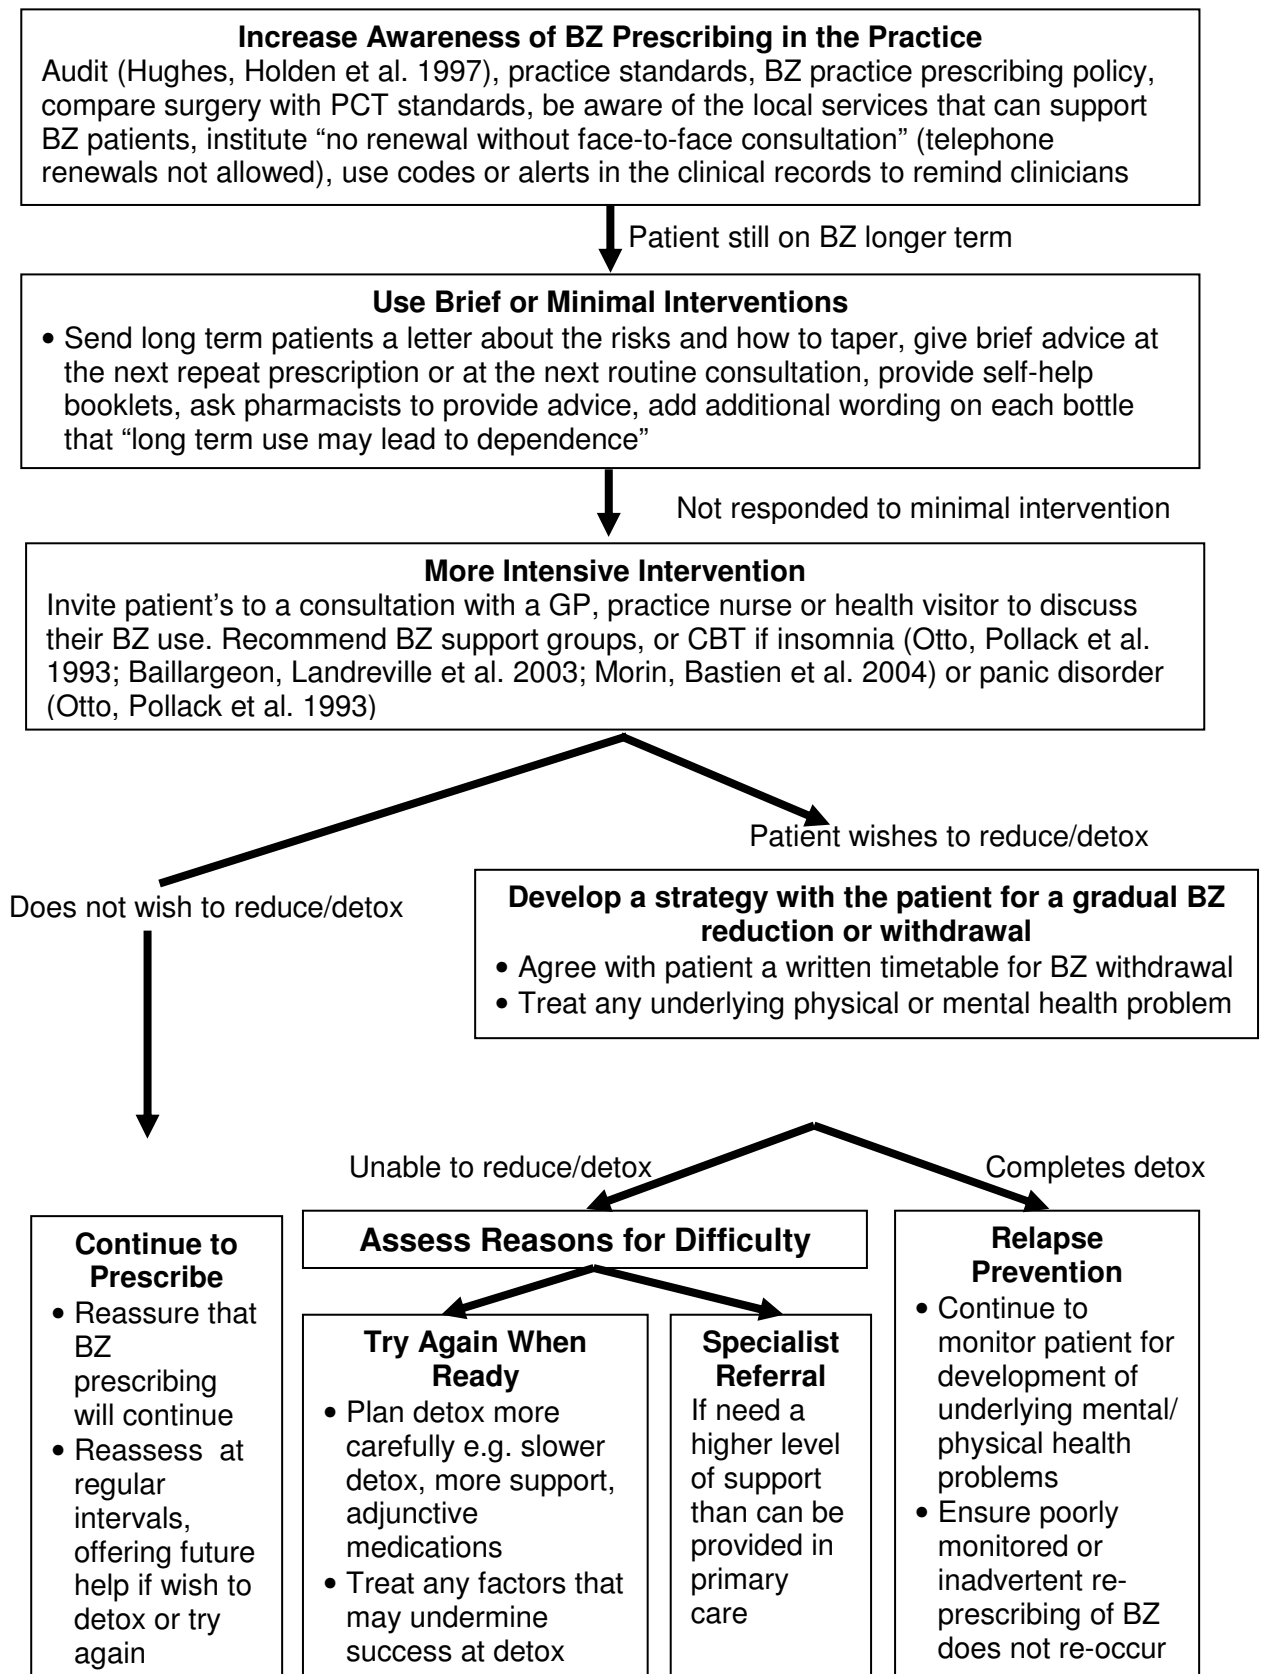 Increase Awareness of BZ Prescribing in the Practice
Audit (Hughes, Holden et al. 1997), practice standards, BZ practice prescribing policy,
compare surgery with PCT standards, be aware of the local services that can support
BZ patients, institute “no renewal without face-to-face consultation” (telephone
renewals not allowed), use codes or alerts in the clinical records to remind clinicians
Patient still on BZ longer term
Use Brief or Minimal Interventions
• Send long term patients a letter about the risks and how to taper, give brief advice at
the next repeat prescription or at the next routine consultation, provide self-help
booklets, ask pharmacists to provide advice, add additional wording on each bottle
that “long term use may lead to dependence”
Not responded to minimal intervention
More Intensive Intervention
Invite patient’s to a consultation with a GP, practice nurse or health visitor to discuss
their BZ use. Recommend BZ support groups, or CBT if insomnia (Otto, Pollack et al.
1993; Baillargeon, Landreville et al. 2003; Morin, Bastien et al. 2004) or panic disorder
(Otto, Pollack et al. 1993)
Patient wishes to reduce/detox
Does not wish to reduce/detox
Develop a strategy with the patient for a gradual BZ
reduction or withdrawal
• Agree with patient a written timetable for BZ withdrawal
• Treat any underlying physical or mental health problem
Unable to reduce/detox
Completes detox
Continue to
Prescribe
• Reassure that
BZ
prescribing
will continue
• Reassess at
regular
intervals,
offering future
help if wish to
detox or try
again
Assess Reasons for Difficulty
Try Again When
Ready
• Plan detox more
carefully e.g. slower
detox, more support,
adjunctive
medications
• Treat any factors that
may undermine
success at detox
Specialist
Referral
If need a
higher level
of support
than can be
provided in
primary
care
Relapse
Prevention
• Continue to
monitor patient for
development of
underlying mental/
physical health
problems
• Ensure poorly
monitored or
inadvertent re-
prescribing of BZ
does not re-occur